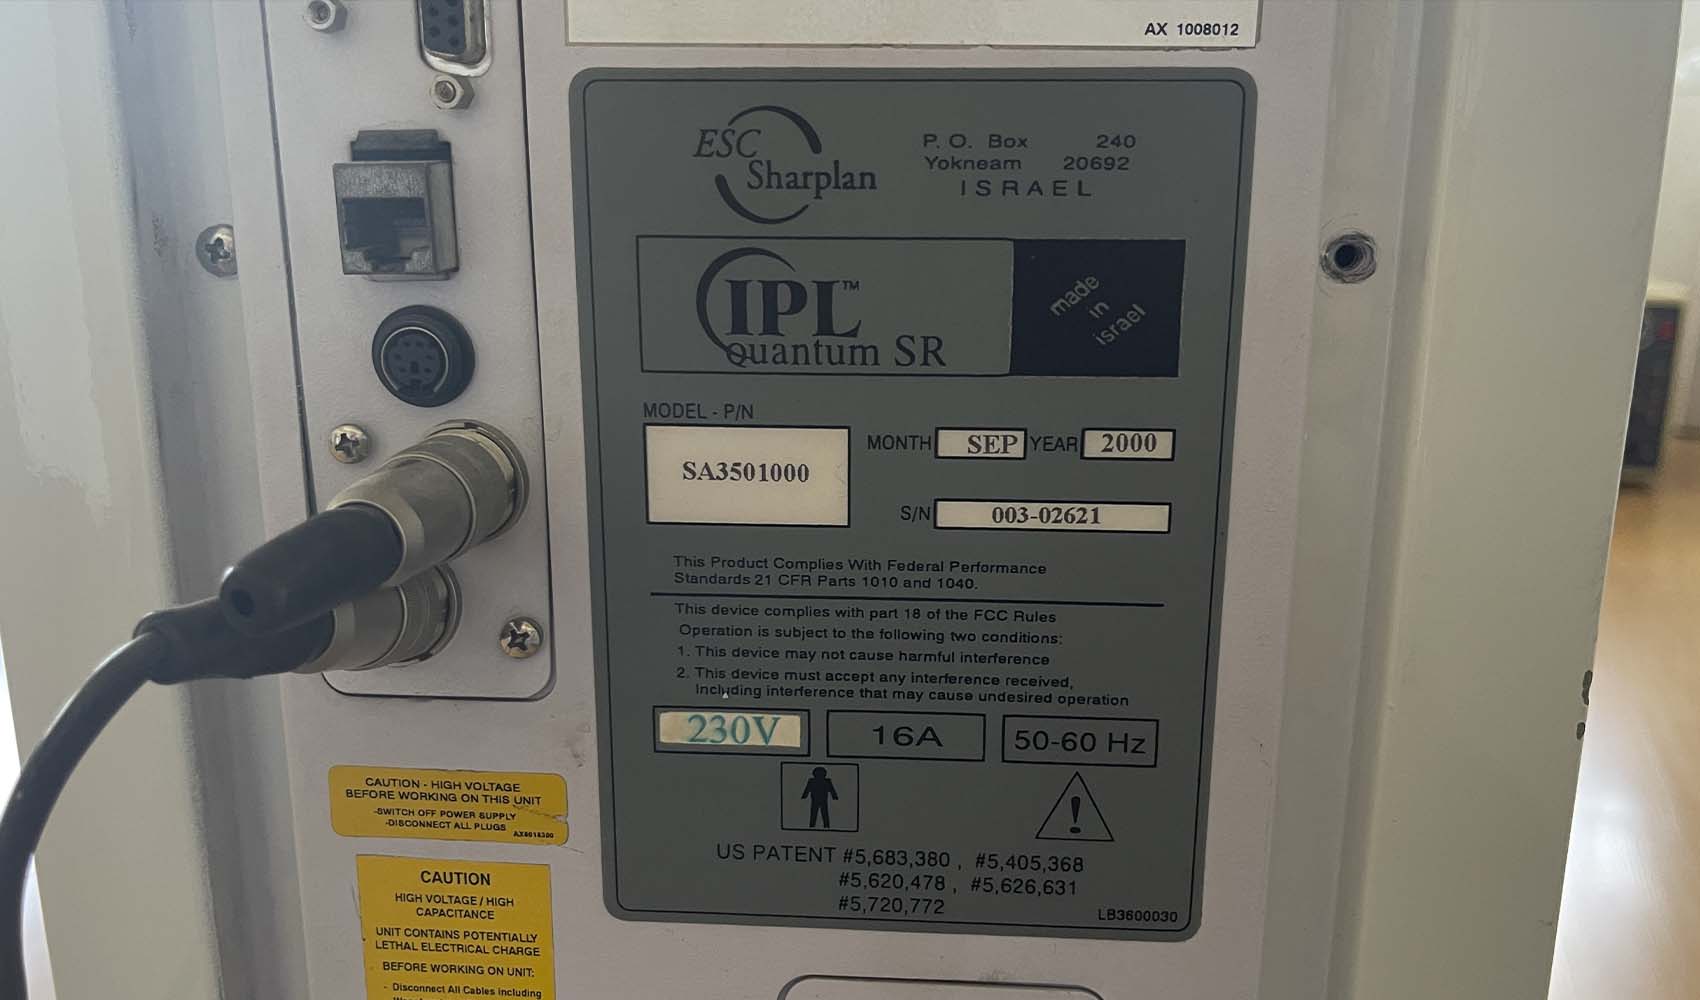 AX 1008012
ESC
Sharplan
P. O. Box 240
Yokneam 20692
ISRAEL
IPL™
Quantum SR
made
in
israel
MODEL - P/N
SA3501000
MONTH SEP YEAR 2000
S/N 003-02621
This Product Complies With Federal Performance
Standards 21 CFR Parts 1010 and 1040.
This device complies with part 18 of the FCC Rules
Operation is subject to the following two conditions:
1. This device may not cause harmful interference
2. This device must accept any interference received,
Including interference that may cause undesired operation
230V 16A 50-60 Hz
US PATENT #5,683,380 , #5,405,368
#5,620,478 , #5,626,631
#5,720,772
LB3600030
CAUTION - HIGH VOLTAGE
BEFORE WORKING ON THIS UNIT
-SWITCH OFF POWER SUPPLY
-DISCONNECT ALL PLUGS
CAUTION
HIGH VOLTAGE / HIGH
CAPACITANCE
UNIT CONTAINS POTENTIALLY
LETHAL ELECTRICAL CHARGE
BEFORE WORKING ON UNIT:
- Disconnect All Cables Including